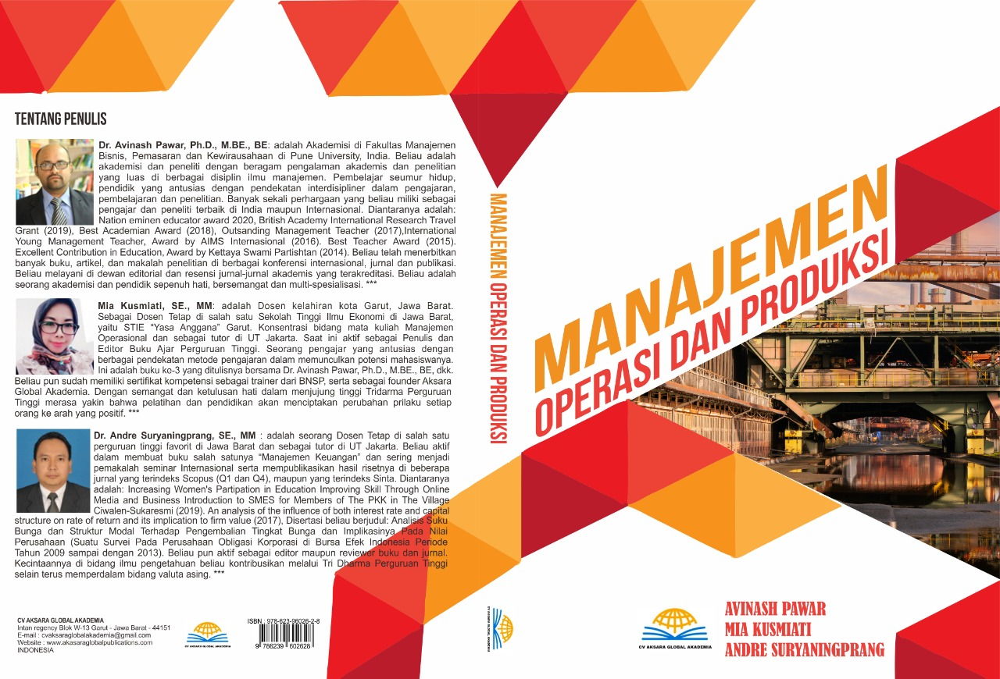 TENTANG PENULIS
Dr. Avinash Pawar, Ph.D., M.BE., BE: adalah Akademisi di Fakultas Manajemen
Bisnis, Pemasaran dan Kewirausahaan di Pune University, India. Beliau adalah
akademisi dan peneliti dengan beragam pengalaman akademis dan penelitian
yang luas di berbagai disiplin ilmu manajemen. Pembelajar seumur hidup,
pendidik yang antusias dengan pendekatan interdisipliner dalam pengajaran,
pembelajaran dan penelitian. Banyak sekali perhargaan yang beliau miliki sebagai
pengajar dan peneliti terbaik di India maupun Internasional. Diantaranya adalah:
Nation eminen educator award 2020, British Academy International Research Travel
Grant (2019), Best Academian Award (2018), Outsanding Management Teacher (2017),International
Young Management Teacher, Award by AIMS Internasional (2016). Best Teacher Award (2015).
Excellent Contribution in Education, Award by Kettaya Swami Partishtan (2014). Beliau telah menerbitkan
banyak buku, artikel, dan makalah penelitian di berbagai konferensi internasional, jurnal dan publikasi.
Beliau melayani di dewan editorial dan resensi jurnal-jurnal akademis yang terakreditasi. Beliau adalah
seorang akademisi dan pendidik sepenuh hati, bersemangat dan multi-spesialisasi. ***
Mia Kusmiati, SE., MM: adalah Dosen kelahiran kota Garut, Jawa Barat.
Sebagai Dosen Tetap di salah satu Sekolah Tinggi Ilmu Ekonomi di Jawa Barat,
yaitu STIE “Yasa Anggana” Garut. Konsentrasi bidang mata kuliah Manajemen
Operasional dan sebagai tutor di UT Jakarta. Saat ini aktif sebagai Penulis dan
Editor Buku Ajar Perguruan Tinggi. Seorang pengajar yang antusias dengan
berbagai pendekatan metode pengajaran dalam memunculkan potensi mahasiswanya.
Ini adalah buku ke-3 yang ditulisnya bersama Dr. Avinash Pawar, Ph.D., M.BE., BE, dkk.
Beliau pun sudah memiliki sertifikat kompetensi sebagai trainer dari BNSP, serta sebagai founder Aksara
Global Akademia. Dengan semangat dan ketulusan hati dalam menjujung tinggi Tridarma Perguruan
Tinggi merasa yakin bahwa pelatihan dan pendidikan akan menciptakan perubahan prilaku setiap
orang ke arah yang positif. ***
Dr. Andre Suryaningprang, SE., MM : adalah seorang Dosen Tetap di salah satu
perguruan tinggi favorit di Jawa Barat dan sebagai tutor di UT Jakarta. Beliau aktif
dalam membuat buku salah satunya “Manajemen Keuangan” dan sering menjadi
pemakalah seminar Internasional serta mempublikasikan hasil risetnya di beberapa
jurnal yang terindeks Scopus (Q1 dan Q4), maupun yang terindeks Sinta. Diantaranya
adalah: Increasing Women's Partipation in Education Improving Skill Through Online
Media and Business Introduction to SMES for Members of The PKK in The Village
Ciwalen-Sukaresmi (2019). An analysis of the influence of both interest rate and capital
structure on rate of return and its implication to firm value (2017), Disertasi beliau berjudul: Analisis Suku
Bunga dan Struktur Modal Terhadap Pengembalian Tingkat Bunga dan Implikasinya Pada Nilai
Perusahaan (Suatu Survei Pada Perusahaan Obligasi Korporasi di Bursa Efek Indonesia Periode
Tahun 2009 sampai dengan 2013). Beliau pun aktif sebagai editor maupun reviewer buku dan jurnal.
Kecintaannya di bidang ilmu pengetahuan beliau kontribusikan melalui Tri Dharma Perguruan Tinggi
selain terus memperdalam bidang valuta asing. ***
CV AKSARA GLOBAL AKADEMIA
Intan regency Blok W-13 Garut - Jawa Barat - 44151
E-mail : cvaksaraglobalakademia@gmail.com
Website : www.akasaraglobalpublications.com
INDONESIA
CV AKSARA GLOBAL AKADEMIA
ISBN : 978-623-96026-2-8
9 786239 602628
MANAJEMEN OPERASI DAN PRODUKSI
CV AKSARA GLOBAL AKADEMIA
MANAJEMEN
OPERASI DAN PRODUKSI
CV AKSARA GLOBAL AKADEMIA
AVINASH PAWAR
MIA KUSMIATI
ANDRE SURYANINGPRANG